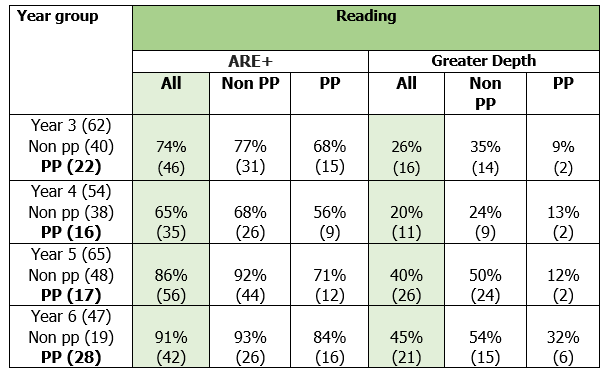 Year group Reading
ARE+ Greater Depth
All Non PP PP All Non PP PP
Year 3 (62)
Non pp (40) 74% 77% 68% 26% 35% 9%
PP (22) (46) (31) (15) (16) (14) (2)
Year 4 (54)
Non pp (38) 65% 68% 56% 20% 24% 13%
PP (16) (35) (26) (9) (11) (9) (2)
Year 5 (65)
Non pp (48) 86% 92% 71% 40% 50% 12%
PP (17) (56) (44) (12) (26) (24) (2)
Year 6 (47)
Non pp (19) 91% 93% 84% 45% 54% 32%
PP (28) (42) (26) (16) (21) (15) (6)